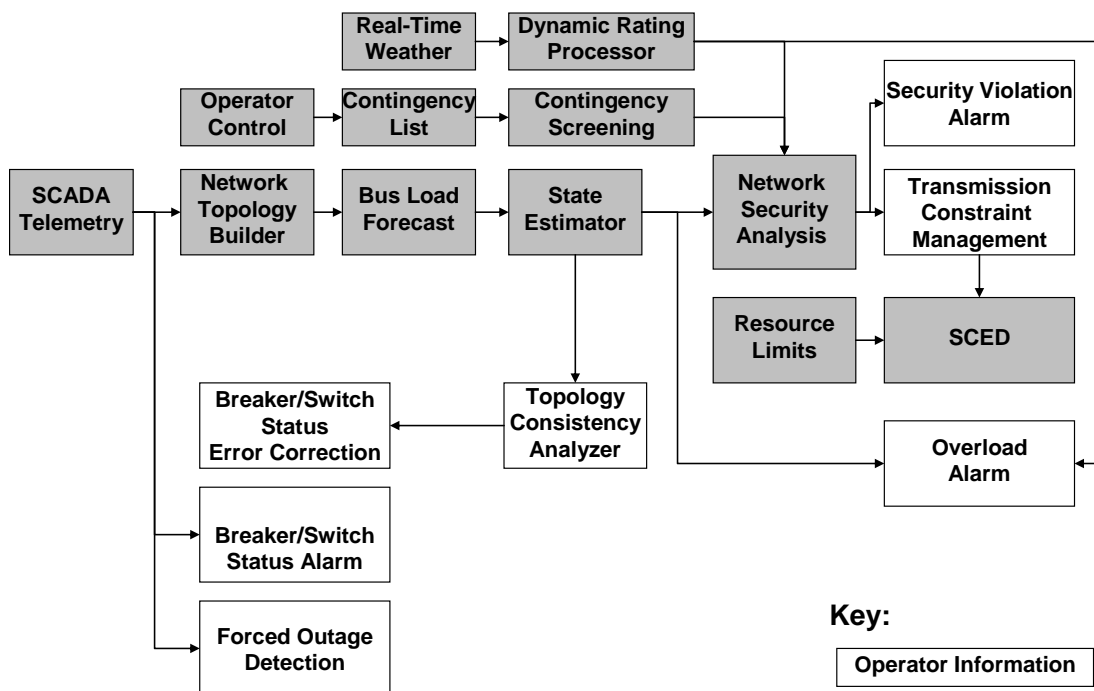 Real-Time
Weather
Dynamic Rating
Processor
Operator
Control
Contingency
List
Contingency
Screening
Security Violation
Alarm
SCADA
Telemetry
Network
Topology
Builder
Bus Load
Forecast
State
Estimator
Network
Security
Analysis
Transmission
Constraint
Management
Resource
Limits
SCED
Breaker/Switch
Status
Error Correction
Topology
Consistency
Analyzer
Overload
Alarm
Breaker/Switch
Status Alarm
Forced Outage
Detection
Key:
Operator Information